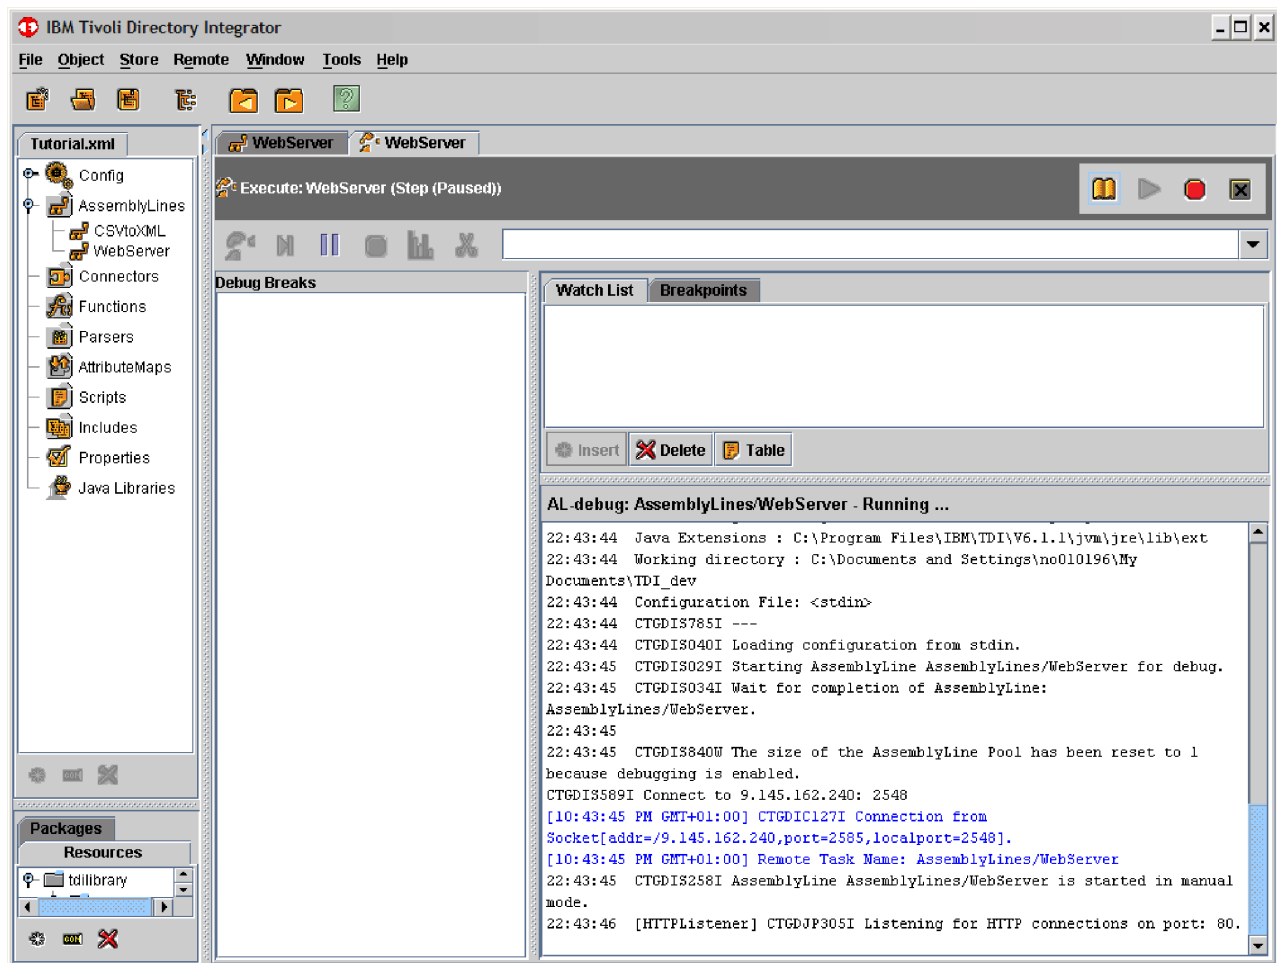 IBM Tivoli Directory Integrator
File Object Store Remote Window Tools Help
Tutorial.xml
Config
AssemblyLines
CSVtoXML
WebServer
Connectors
Functions
Parsers
AttributeMaps
Scripts
Includes
Properties
Java Libraries
Packages
Resources
tdilibrary
WebServer WebServer
Execute: WebServer (Step (Paused))
Debug Breaks
Watch List Breakpoints
Insert Delete Table
AL-debug: AssemblyLines/WebServer - Running ...
22:43:44 Java Extensions : C:\Program Files\IBM\TDI\V6.1.1\jvm\jre\lib\ext
22:43:44 Working directory : C:\Documents and Settings\no010196\My
Documents\TDI_dev
22:43:44 Configuration File: <stdin>
22:43:44 CTGDIS785I ---
22:43:44 CTGDIS040I Loading configuration from stdin.
22:43:45 CTGDIS029I Starting AssemblyLine AssemblyLines/WebServer for debug.
22:43:45 CTGDIS034I Wait for completion of AssemblyLine:
AssemblyLines/WebServer.
22:43:45
22:43:45 CTGDIS840W The size of the AssemblyLine Pool has been reset to 1
because debugging is enabled.
CTGDIS589I Connect to 9.145.162.240: 2548
[10:43:45 PM GMT+01:00] CTGDIC127I Connection from
Socket[addr=/9.145.162.240,port=2585,localport=2548].
[10:43:45 PM GMT+01:00] Remote Task Name: AssemblyLines/WebServer
22:43:45 CTGDIS258I AssemblyLine AssemblyLines/WebServer is started in manual
mode.
22:43:46 [HTTPListener] CTGDJP305I Listening for HTTP connections on port: 80.